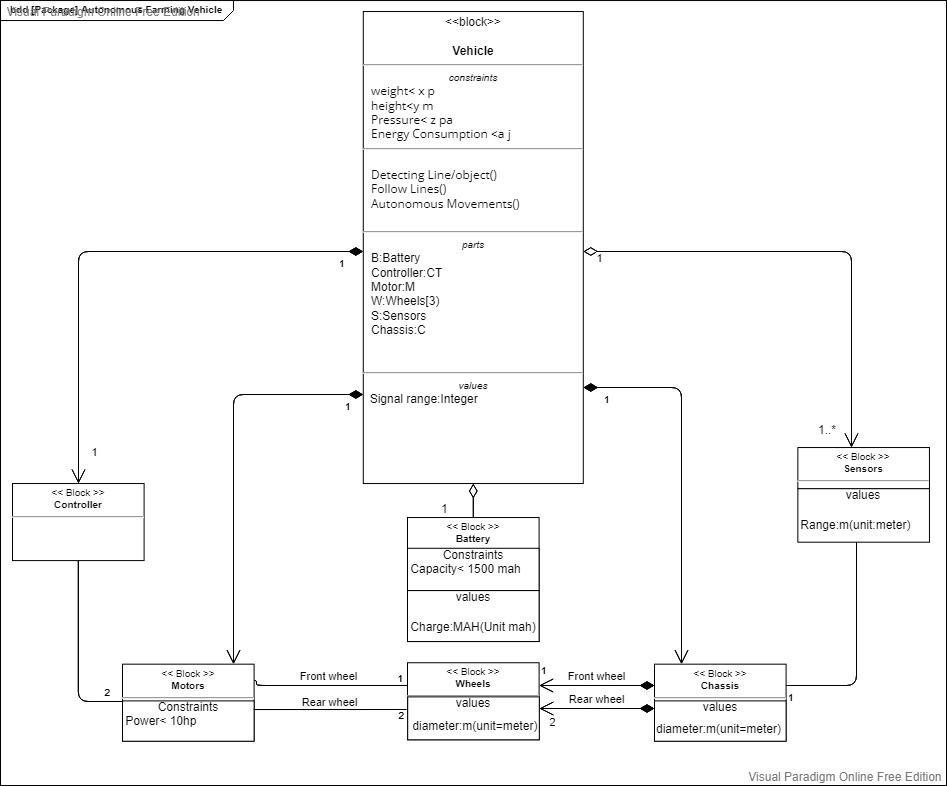 bdd [Package] Autonomous Farming Vehicle
Visual Paradigm Online Free Edition
<<block>>
Vehicle
constraints
weight< x p
height<y m
Pressure< z pa
Energy Consumption <a j
Detecting Line/object()
Follow Lines()
Autonomous Movements()
parts
B:Battery
Controller:CT
Motor:M
W:Wheels[3)
S:Sensors
Chassis:C
1
1
values
Signal range:Integer
1
1
1
1..*
<< Block >>
Controller
<< Block >>
Sensors
values
Range:m(unit:meter)
1
<< Block >>
Battery
Constraints
Capacity< 1500 mah
values
Charge:MAH(Unit mah)
2
<< Block >>
Motors
Constraints
Power< 10hp
Front wheel
1
Rear wheel
2
<< Block >>
Wheels
values
diameter:m(unit=meter)
1
Front wheel
Rear wheel
2
<< Block >>
Chassis
values
diameter:m(unit=meter)
1
Visual Paradigm Online Free Edition